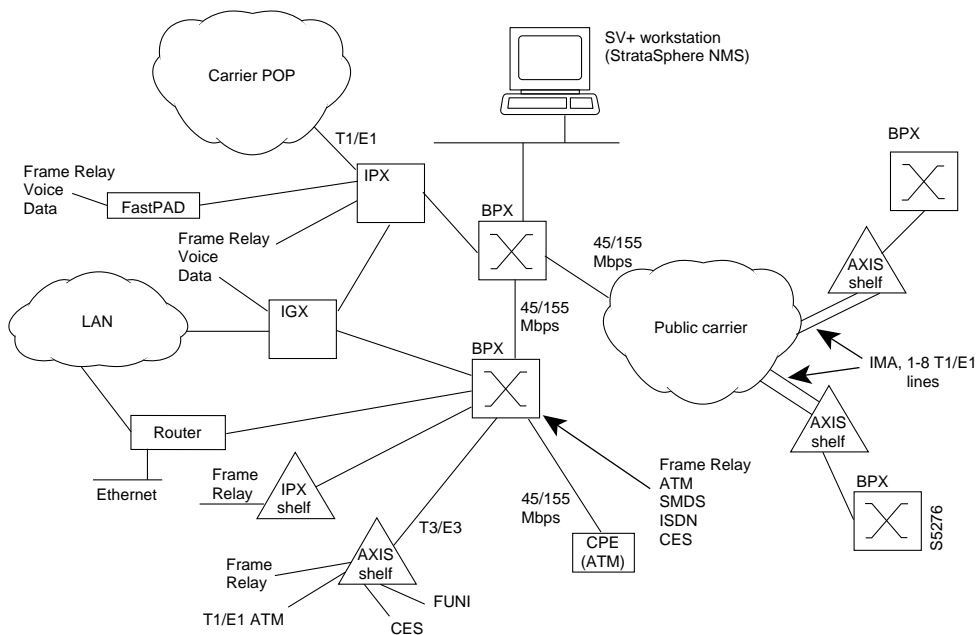 SV+ workstation
(StrataSphere NMS)
Carrier POP
T1/E1
BPX
Frame Relay
Voice
Data
FastPAD
IPX
BPX
45/155
Mbps
AXIS
shelf
Frame Relay
Voice
Data
LAN
IGX
45/155
Mbps
Public carrier
BPX
IMA, 1-8 T1/E1
lines
Router
AXIS
shelf
Ethernet
Frame
Relay
IPX
shelf
Frame Relay
ATM
SMDS
ISDN
CES
45/155
Mbps
BPX
S5276
T3/E3
CPE
(ATM)
AXIS
shelf
Frame
Relay
FUNI
T1/E1 ATM
CES